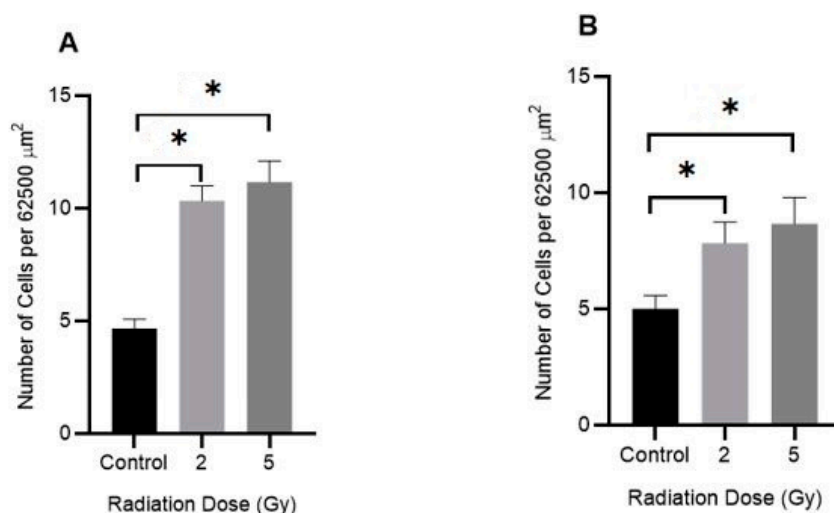 A
Number of Cells per 62500 μm²
15
10
5
0
*
*
Control 2 5
Radiation Dose (Gy)
B
Number of Cells per 62500 μm²
15
10
5
0
*
*
Control 2 5
Radiation Dose (Gy)